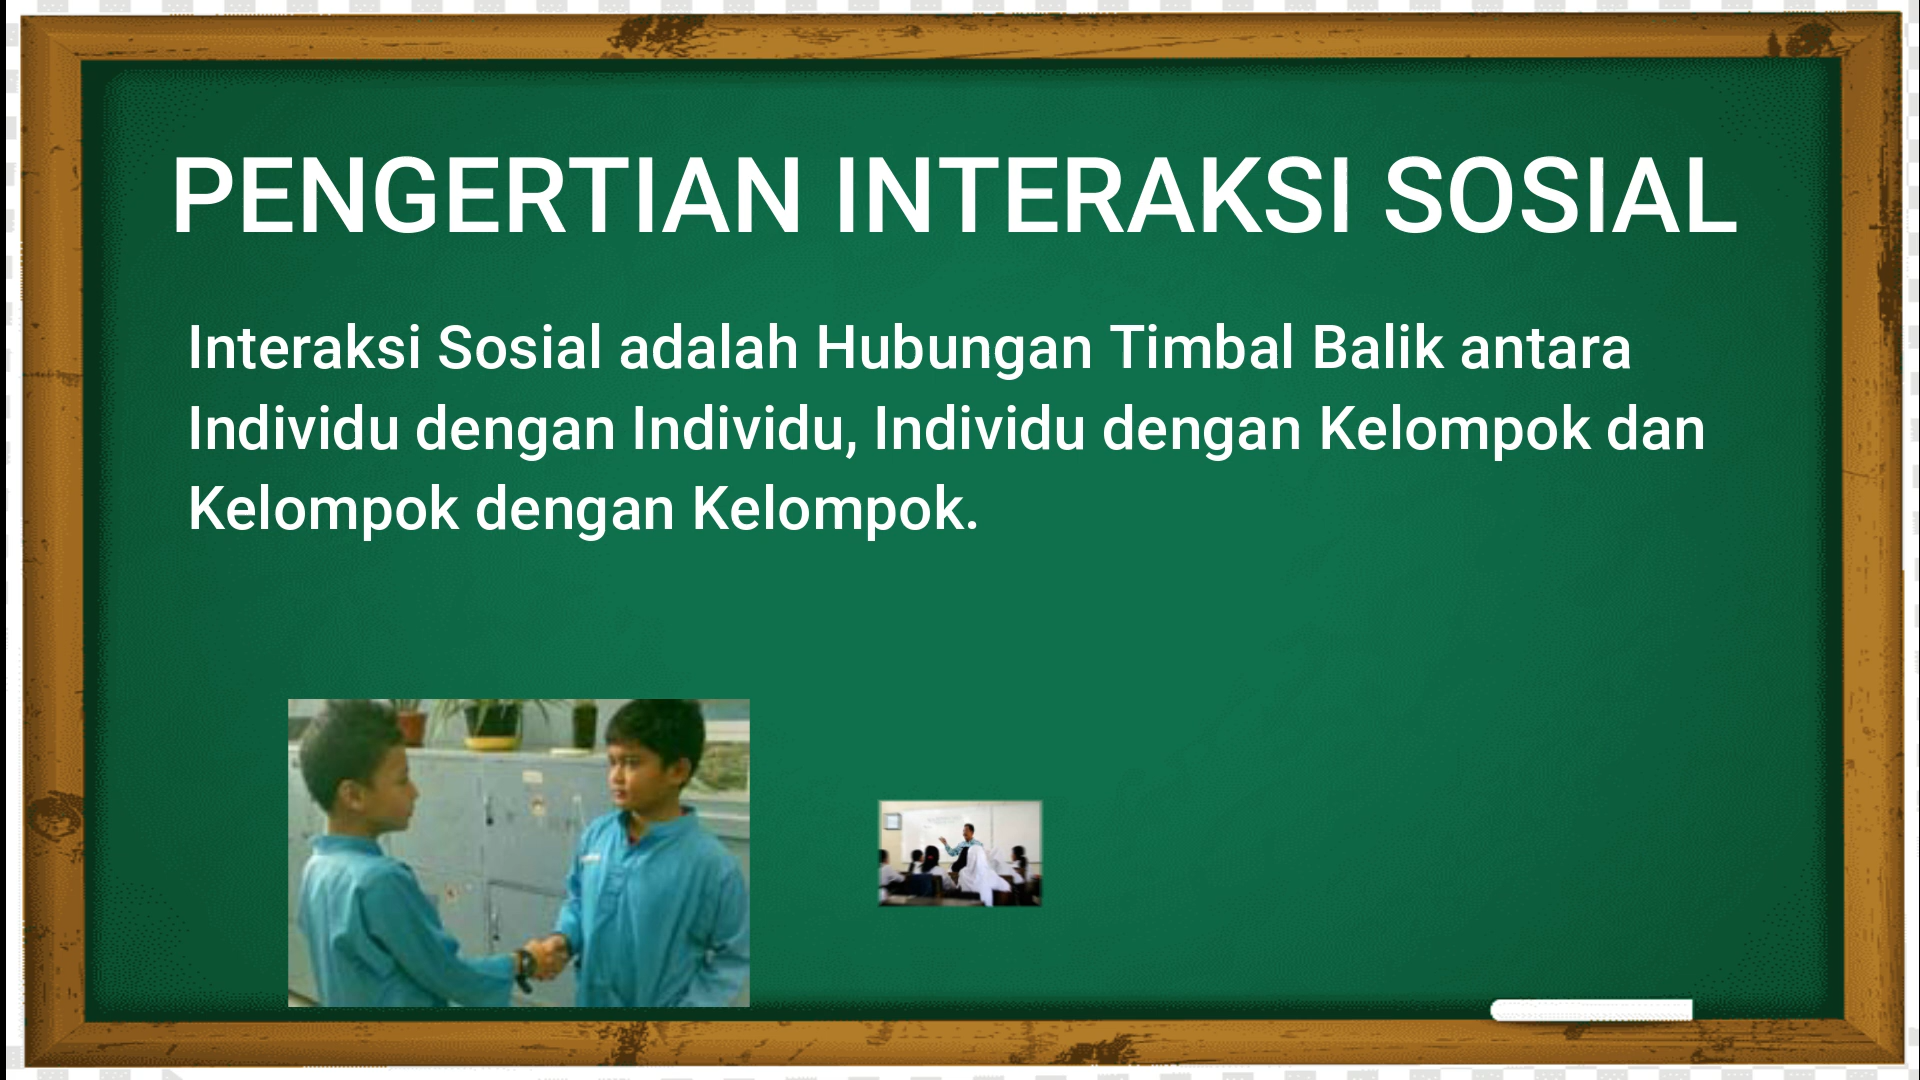 PENGERTIAN INTERAKSI SOSIAL
Interaksi Sosial adalah Hubungan Timbal Balik antara
Individu dengan Individu, Individu dengan Kelompok dan
Kelompok dengan Kelompok.